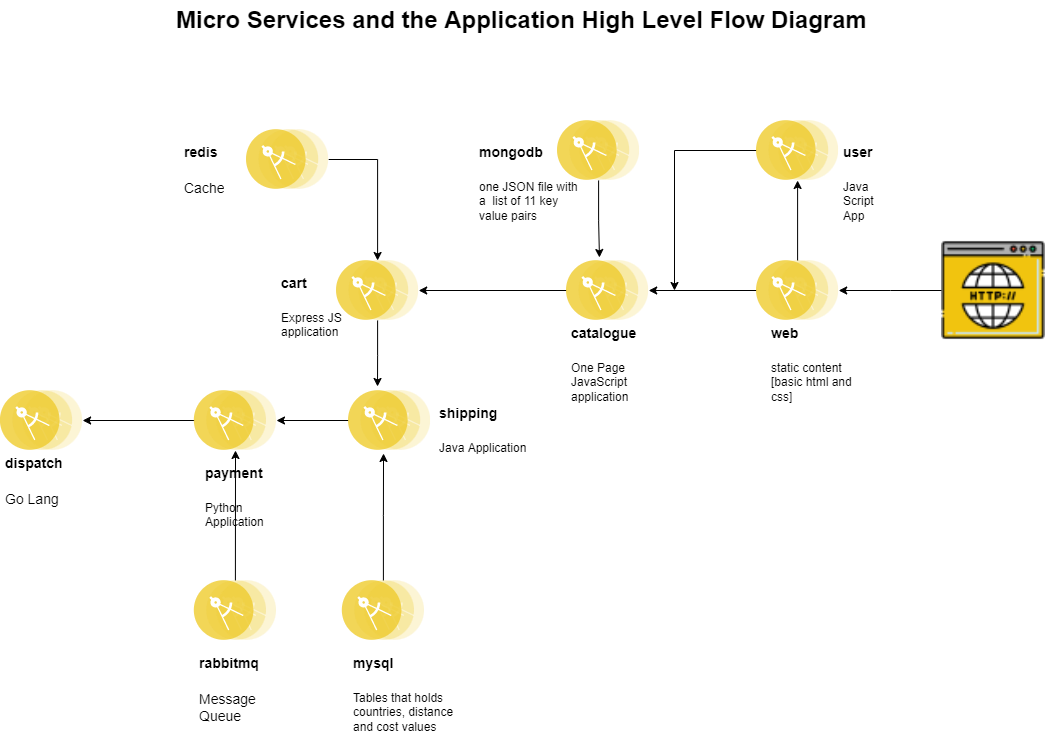 Micro Services and the Application High Level Flow Diagram
redis
Cache
mongodb
one JSON file with
a list of 11 key
value pairs
user
Java
Script
App
HTTP://
cart
Express JS
application
catalogue
One Page
JavaScript
application
web
static content
[basic html and
css]
shipping
Java Application
dispatch
Go Lang
payment
Python
Application
rabbitmq
Message
Queue
mysql
Tables that holds
countries, distance
and cost values